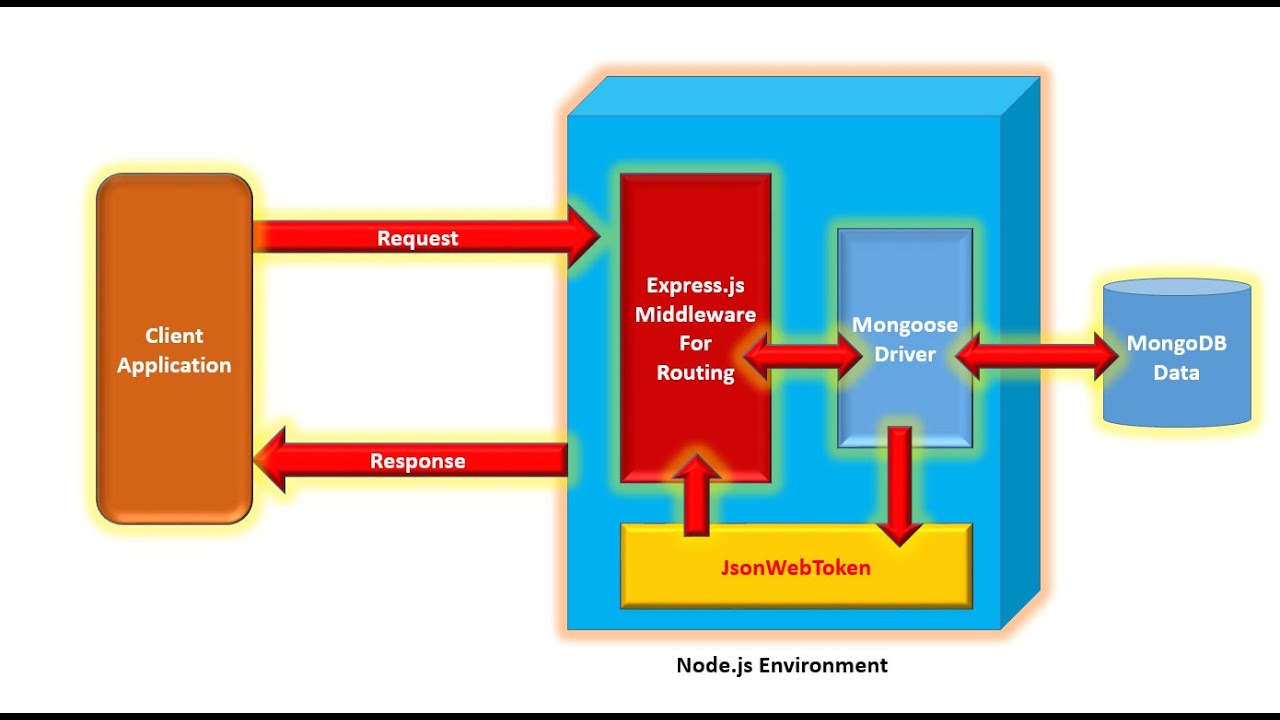 Request
Client
Application
Response
Express.js
Middleware
For
Routing
Mongoose
Driver
MongoDB
Data
JsonWebToken
Node.js Environment